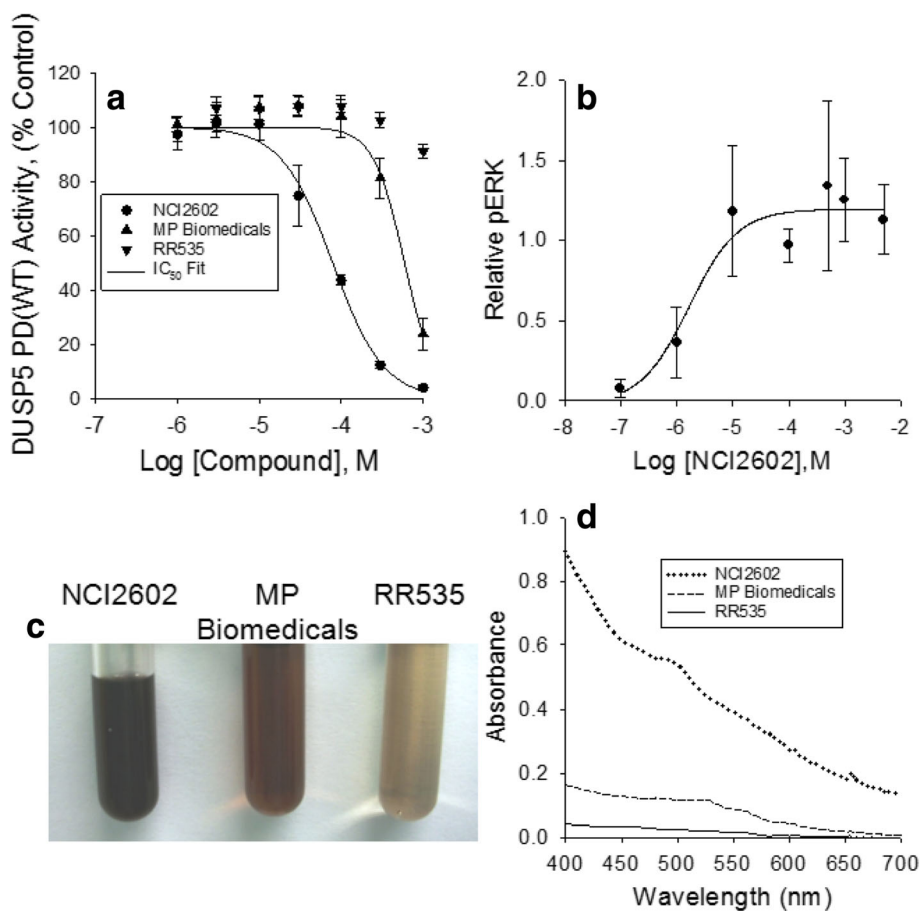 a
DUSP5 PD(WT) Activity, (% Control)
120
100
80
60
40
20
0
NCI2602
MP Biomedicals
RR535
IC50 Fit
-7
-6
-5
-4
-3
Log [Compound], M
b
Relative pERK
2.0
1.5
1.0
0.5
0.0
-8
-7
-6
-5
-4
-3
-2
-1
Log [NCI2602],M
c
NCI2602
MP
Biomedicals
RR535
d
Absorbance
1.0
0.8
0.6
0.4
0.2
0.0
NCI2602
MP Biomedicals
RR535
400
450
500
550
600
650
700
Wavelength (nm)